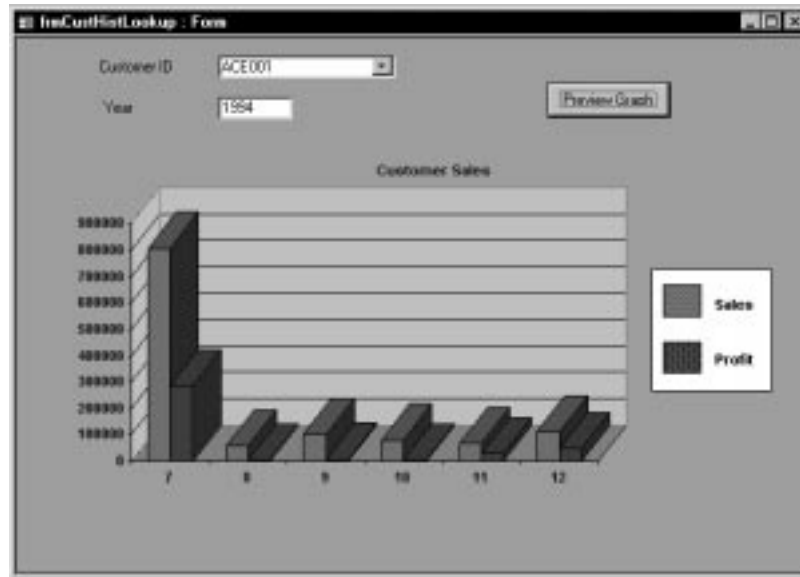 frmCustHistLookup : Form
Customer ID
ACE001
Year
1994
Preview Graph
Customer Sales
900000
800000
700000
600000
500000
400000
300000
200000
100000
0
7
8
9
10
11
12
Sales
Profit